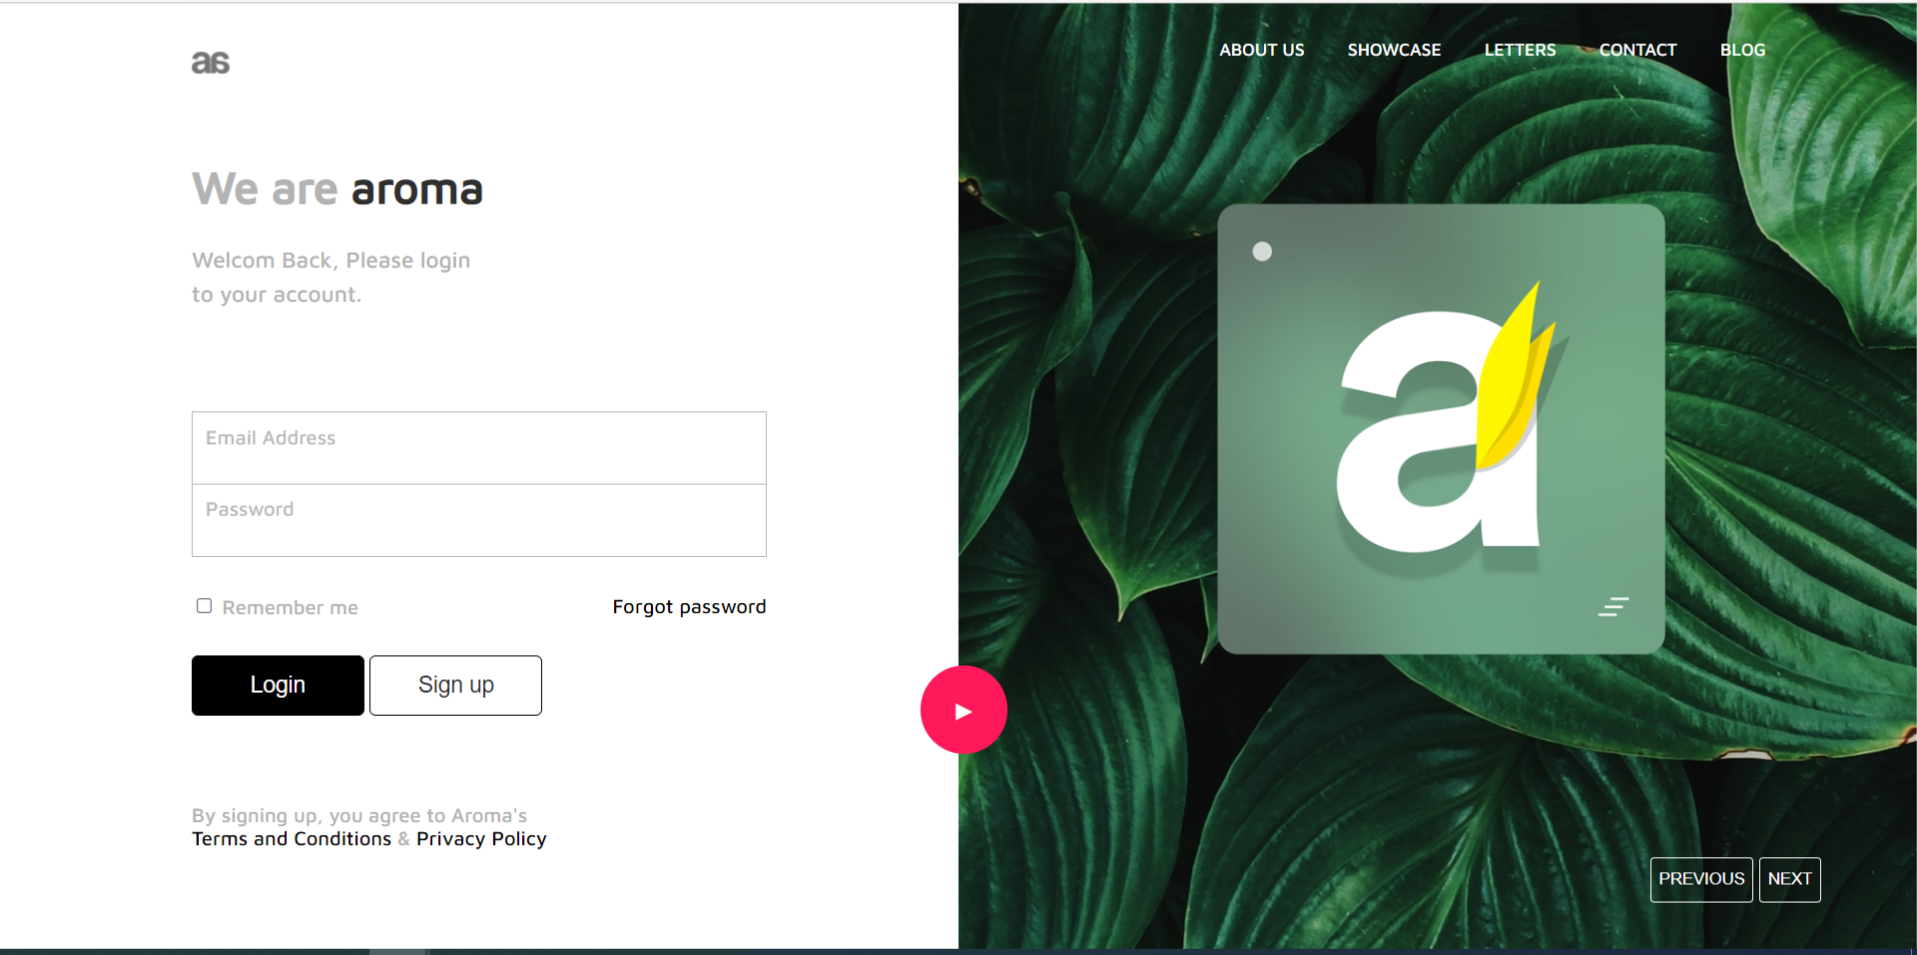 as
ABOUT US SHOWCASE LETTERS CONTACT BLOG
We are aroma
Welcom Back, Please login
to your account.
Email Address
Password
Remember me Forgot password
Login Sign up
By signing up, you agree to Aroma's
Terms and Conditions & Privacy Policy
a
PREVIOUS NEXT